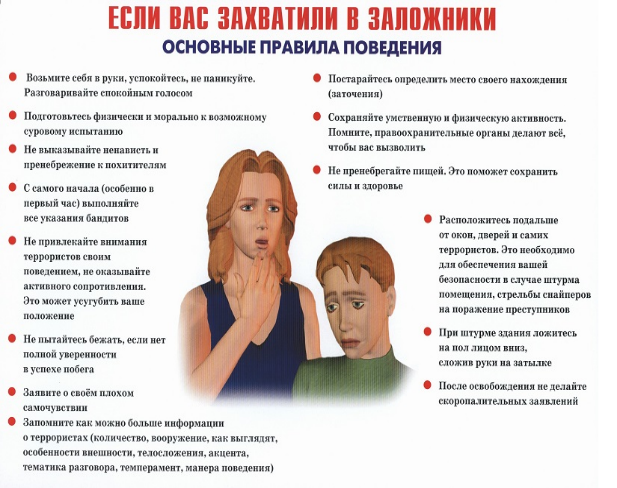 ЕСЛИ ВАС ЗАХВАТИЛИ В ЗАЛОЖНИКИ
ОСНОВНЫЕ ПРАВИЛА ПОВЕДЕНИЯ
Возьмите себя в руки, успокойтесь, не паникуйте.
Разговаривайте спокойным голосом
Подготовьтесь физически и морально к возможному
суровому испытанию
Не выказывайте ненависть и
пренебрежение к похитителям
С самого начала (особенно в
первый час) выполняйте
все указания бандитов
Не привлекайте внимания
террористов своим
поведением, не оказывайте
активного сопротивления.
Это может усугубить ваше
положение
Не пытайтесь бежать, если нет
полной уверенности
в успехе побега
Заявите о своём плохом
самочувствии
Запомните как можно больше информации
о террористах (количество, вооружение, как выглядят,
особенности внешности, телосложения, акцента,
тематика разговора, темперамент, манера поведения)
Постарайтесь определить место своего нахождения
(заточения)
Сохраняйте умственную и физическую активность.
Помните, правоохранительные органы делают всё,
чтобы вас вызволить
Не пренебрегайте пищей. Это поможет сохранить
силы и здоровье
Расположитесь подальше
от окон, дверей и самих
террористов. Это необходимо
для обеспечения вашей
безопасности в случае штурма
помещения, стрельбы снайперов
на поражение преступников
При штурме здания ложитесь
на пол лицом вниз,
сложив руки на затылке
После освобождения не делайте
скоропалительных заявлений